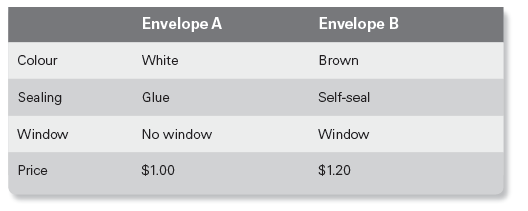 Envelope A Envelope B
Colour White Brown
Sealing Glue Self-seal
Window No window Window
Price $1.00 $1.20